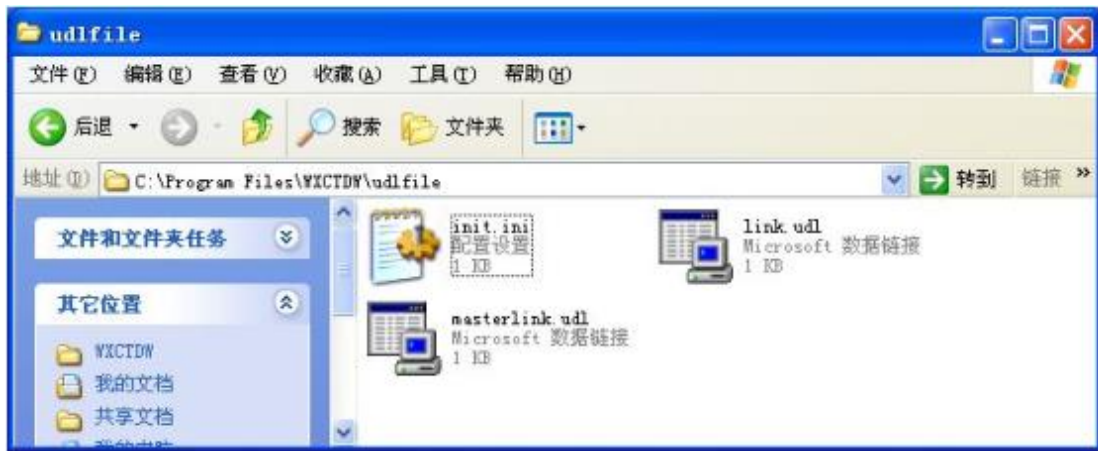 udlfile
文件(F) 编辑(E) 查看(V) 收藏(A) 工具(T) 帮助(H)
后退 搜索 文件夹
地址(D) C:\Program Files\WXCTDW\udlfile 转到 链接 »
文件和文件夹任务
其它位置
WXCTDW
我的文档
共享文档
init.ini
配置设置
1 KB
link.udl
Microsoft 数据链接
1 KB
masterlink.udl
Microsoft 数据链接
1 KB